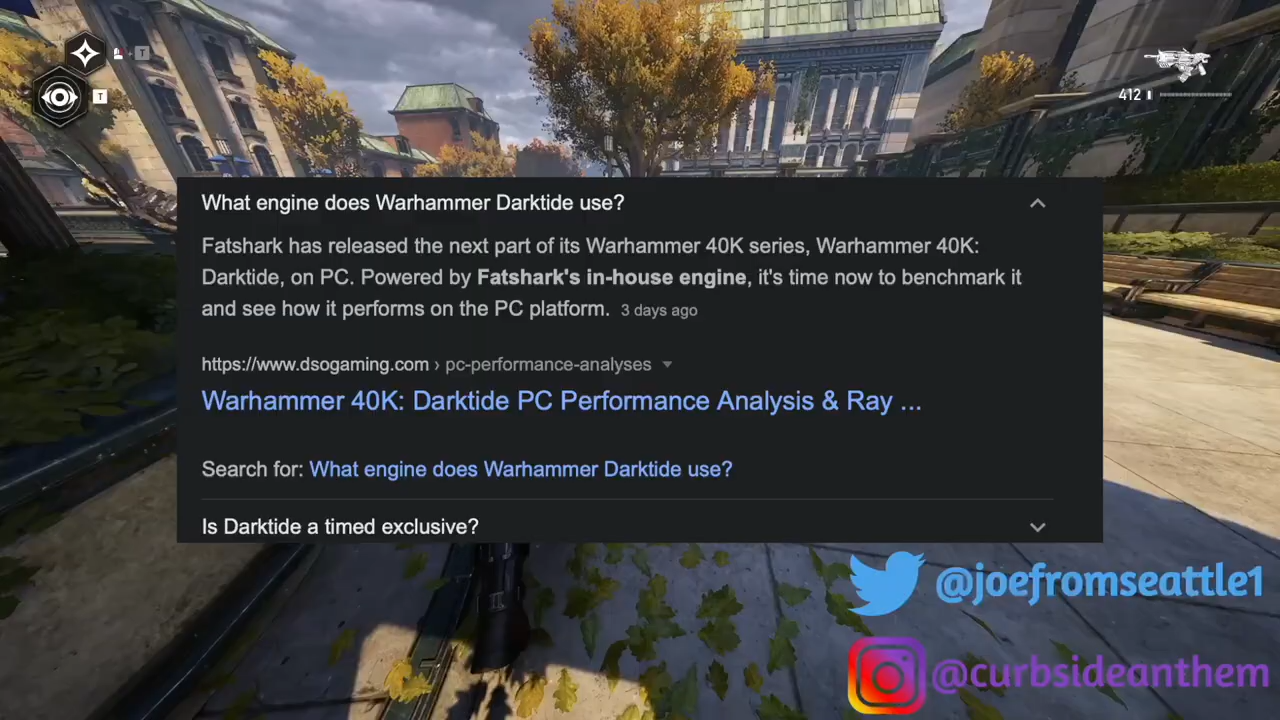 T
T
412
What engine does Warhammer Darktide use?
Fatshark has released the next part of its Warhammer 40K series, Warhammer 40K:
Darktide, on PC. Powered by Fatshark's in-house engine, it's time now to benchmark it
and see how it performs on the PC platform. 3 days ago
https://www.dsogaming.com › pc-performance-analyses
Warhammer 40K: Darktide PC Performance Analysis & Ray ...
Search for: What engine does Warhammer Darktide use?
Is Darktide a timed exclusive?
@joefromseattle1
@curbsideanthem